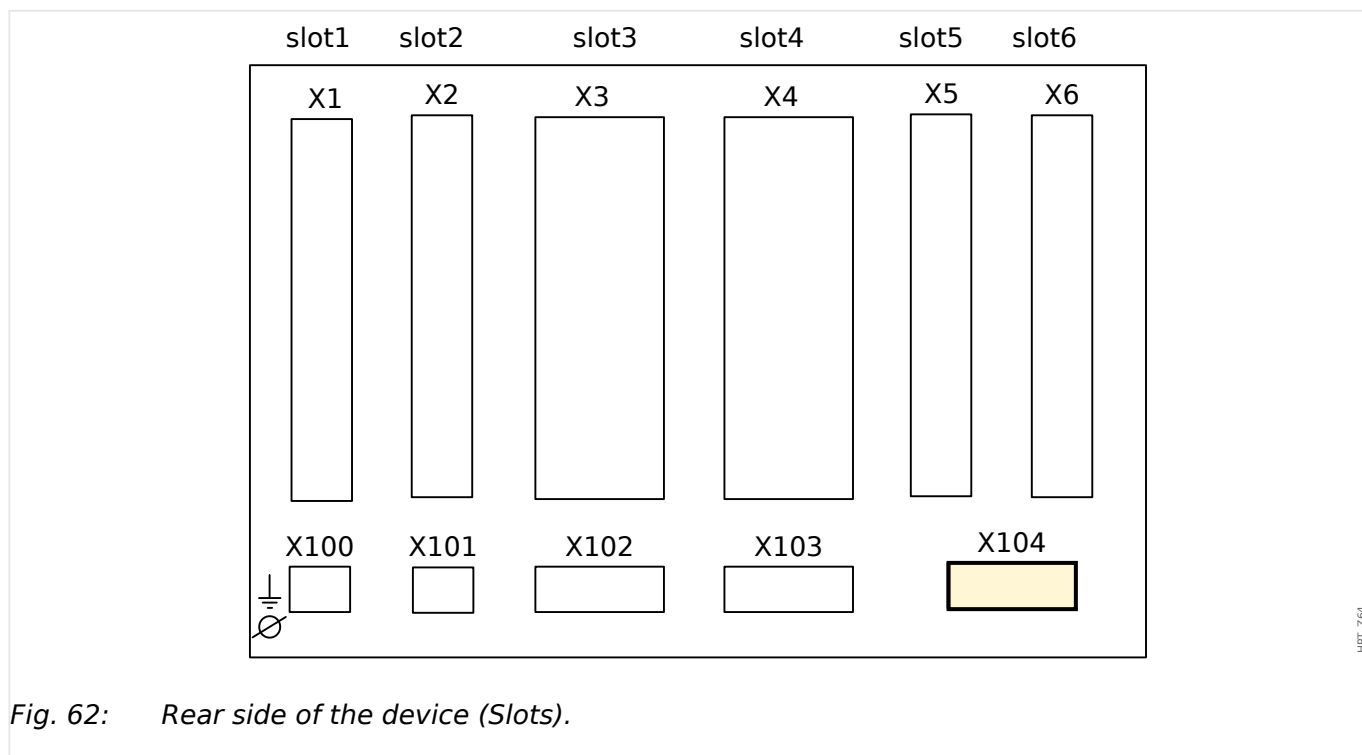 slot1 slot2 slot3 slot4 slot5 slot6
X1 X2 X3 X4 X5 X6
X100 X101 X102 X103 X104
HPT_Z64
Fig. 62: Rear side of the device (Slots).